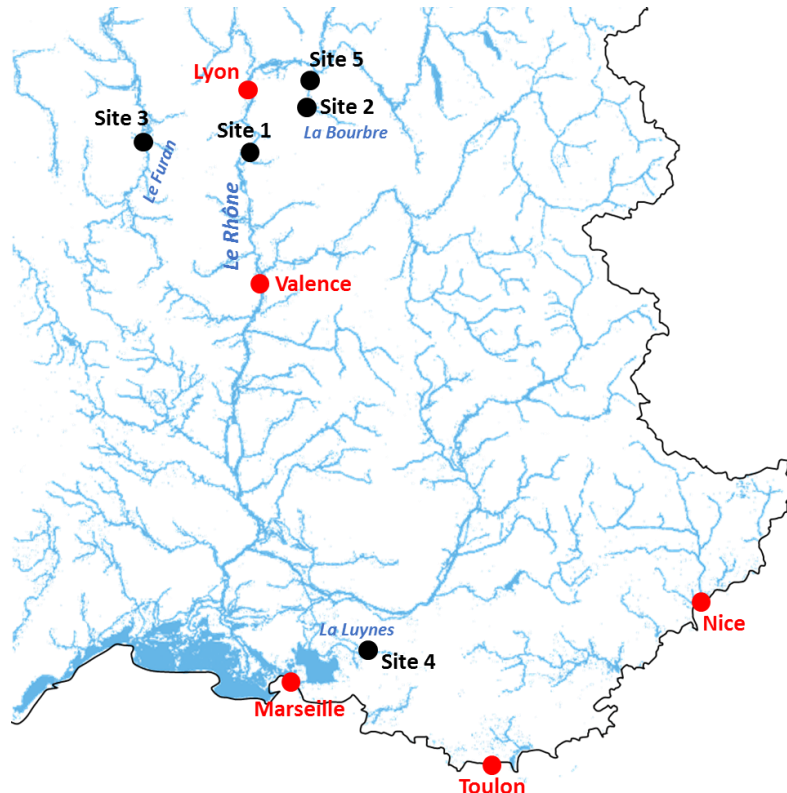 Site 5
Lyon
Site 2
Site 3
Site 1
La Bourbre
Le Furan
Le Rhône
Valence
La Luynes
Nice
Site 4
Marseille
Toulon